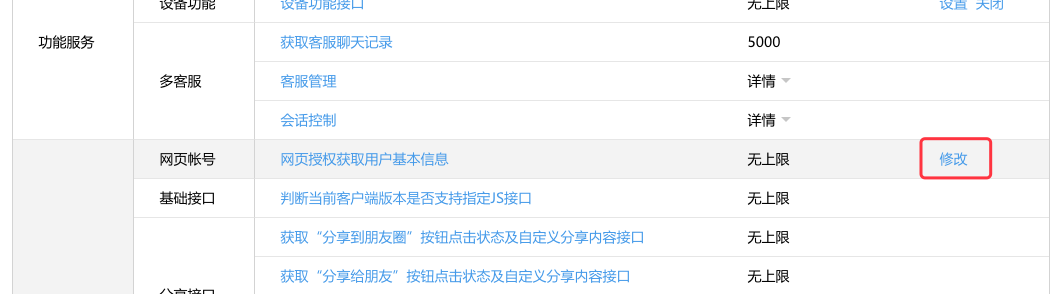 设备功能 设备功能接口 无上限 设置 关闭
功能服务 获取客服聊天记录 5000
多客服 客服管理 详情
会话控制 详情
网页帐号 网页授权获取用户基本信息 无上限 修改
基础接口 判断当前客户端版本是否支持指定JS接口 无上限
获取“分享到朋友圈”按钮点击状态及自定义分享内容接口 无上限
获取“分享给朋友”按钮点击状态及自定义分享内容接口 无上限
分享接口